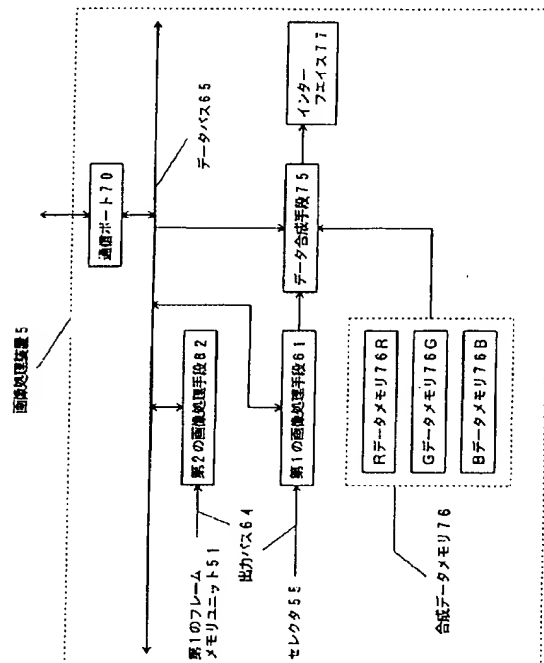 画像処理装置5
通信ポート70
データバス65
第2の画像処理手段62
第1のフレーム
メモリユニット51
出力バス64
セレクタ55
第1の画像処理手段61
データ合成手段75
インター
フェイス77
Rデータメモリ76R
Gデータメモリ76G
Bデータメモリ76B
合成データメモリ76